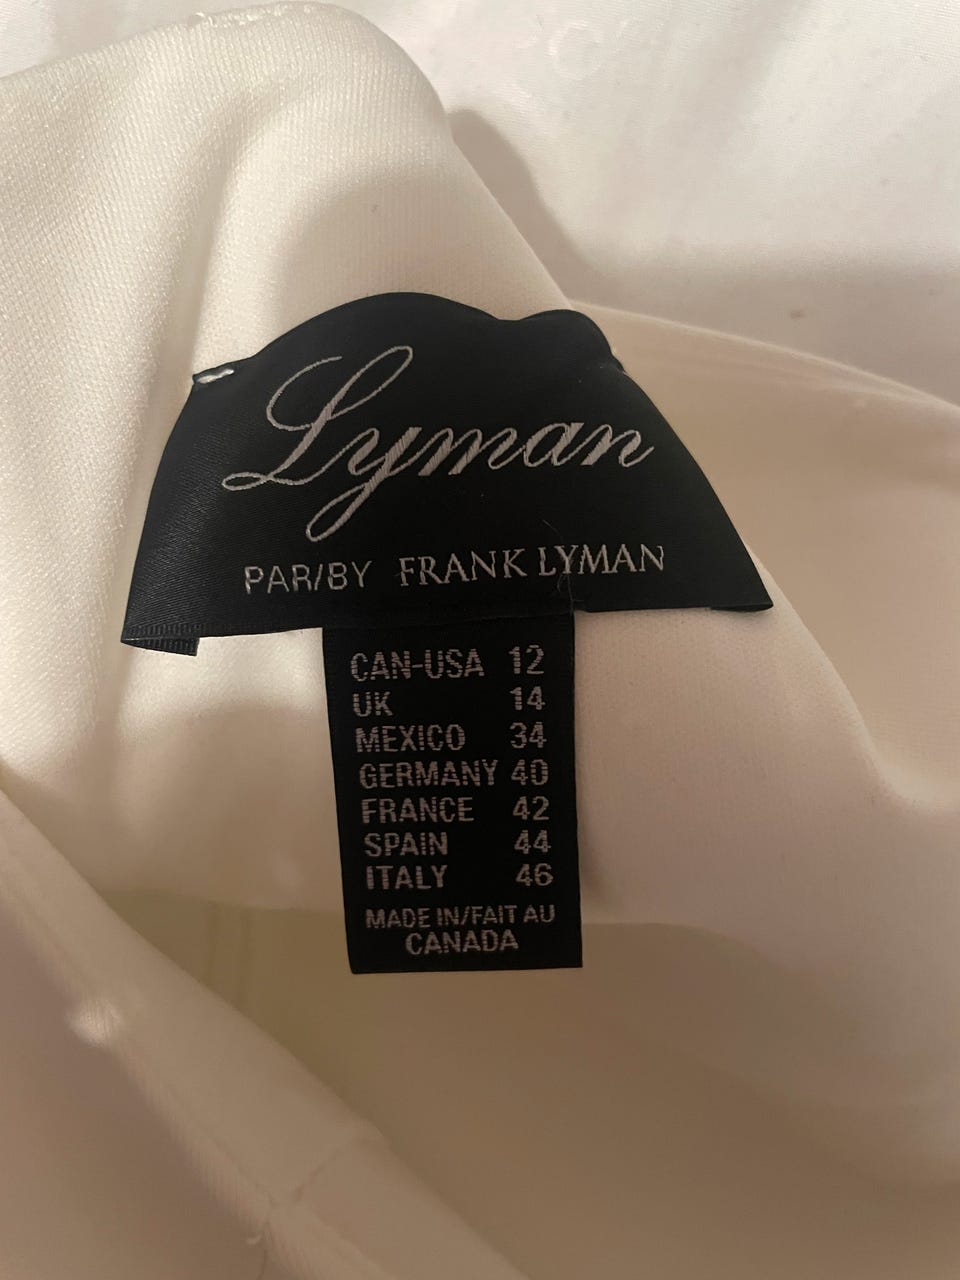 Lyman
PAR/BY FRANK LYMAN
CAN-USA 12
UK 14
MEXICO 34
GERMANY 40
FRANCE 42
SPAIN 44
ITALY 46
MADE IN/FAIT AU
CANADA